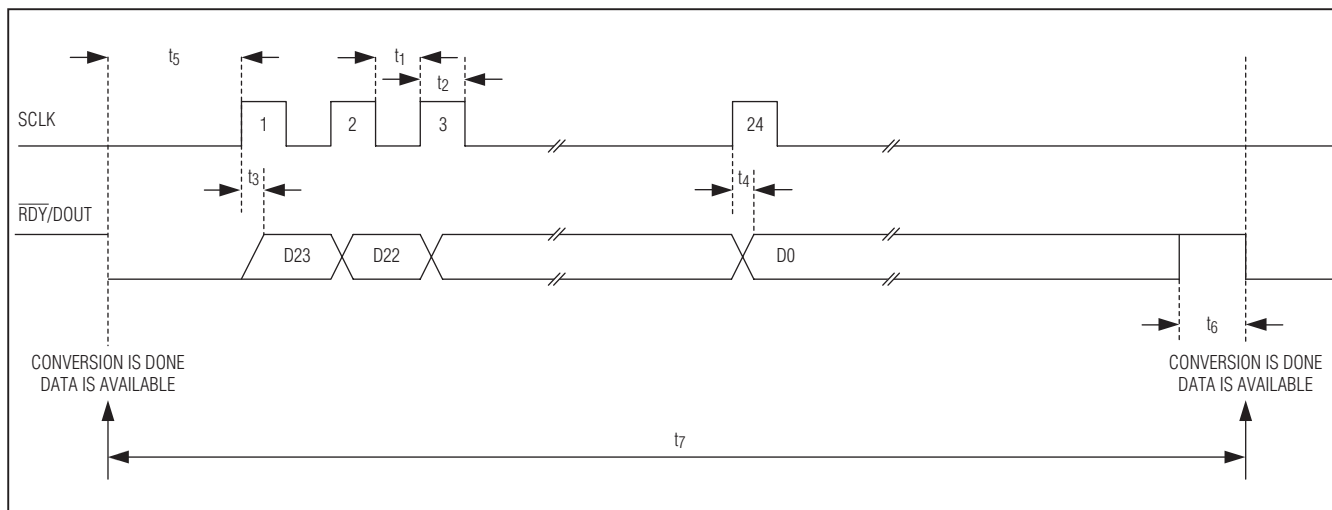 t5
t1
t2
SCLK
1
2
3
24
t3
t4
RDY/DOUT
D23
D22
D0
t6
CONVERSION IS DONE
DATA IS AVAILABLE
CONVERSION IS DONE
DATA IS AVAILABLE
t7